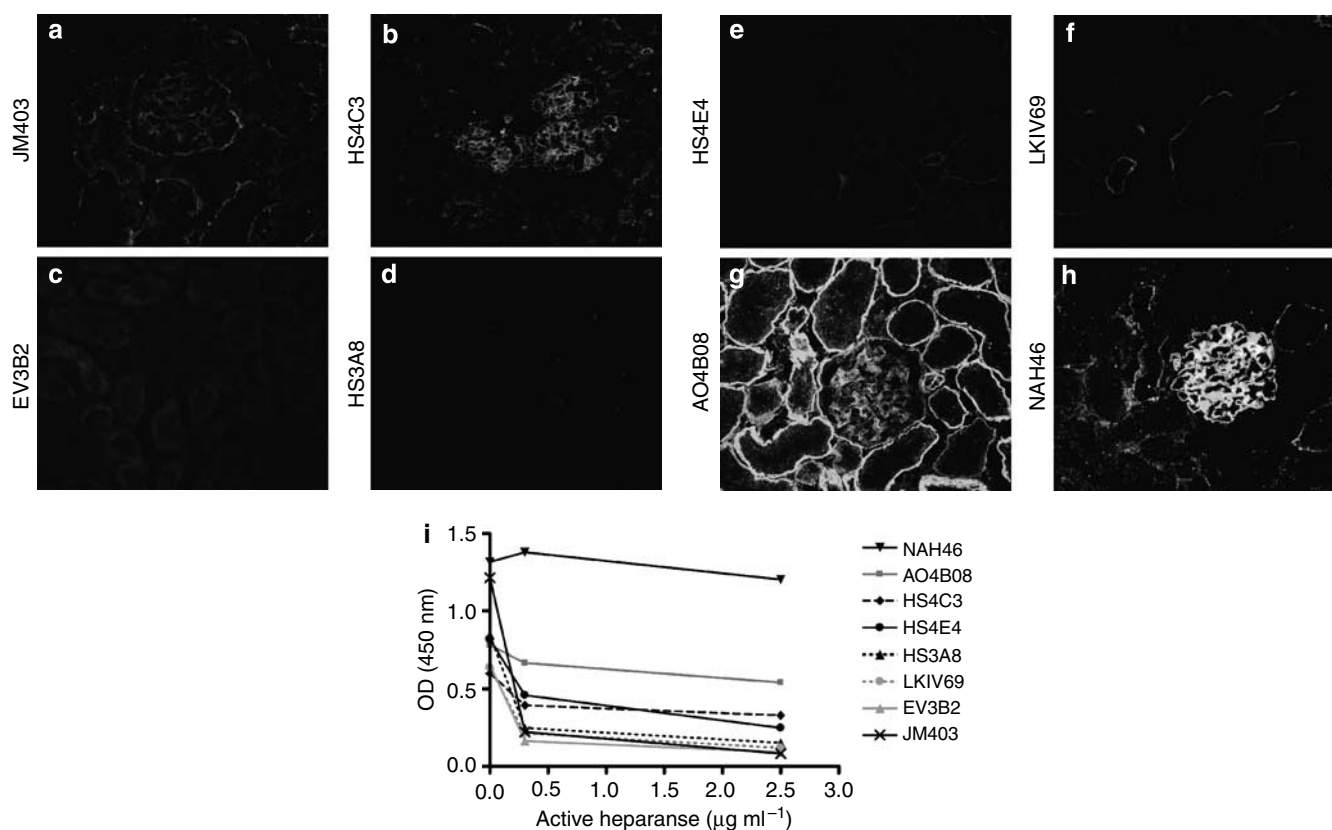 a
JM403
b
HS4C3
c
EV3B2
d
HS3A8
e
HS4E4
f
LKIV69
g
AO4B08
h
NAH46
i
1.5
1.0
0.5
0.0
OD (450 nm)
0.0 0.5 1.0 1.5 2.0 2.5 3.0
Active heparanse (μg ml⁻¹)
NAH46
AO4B08
HS4C3
HS4E4
HS3A8
LKIV69
EV3B2
JM403